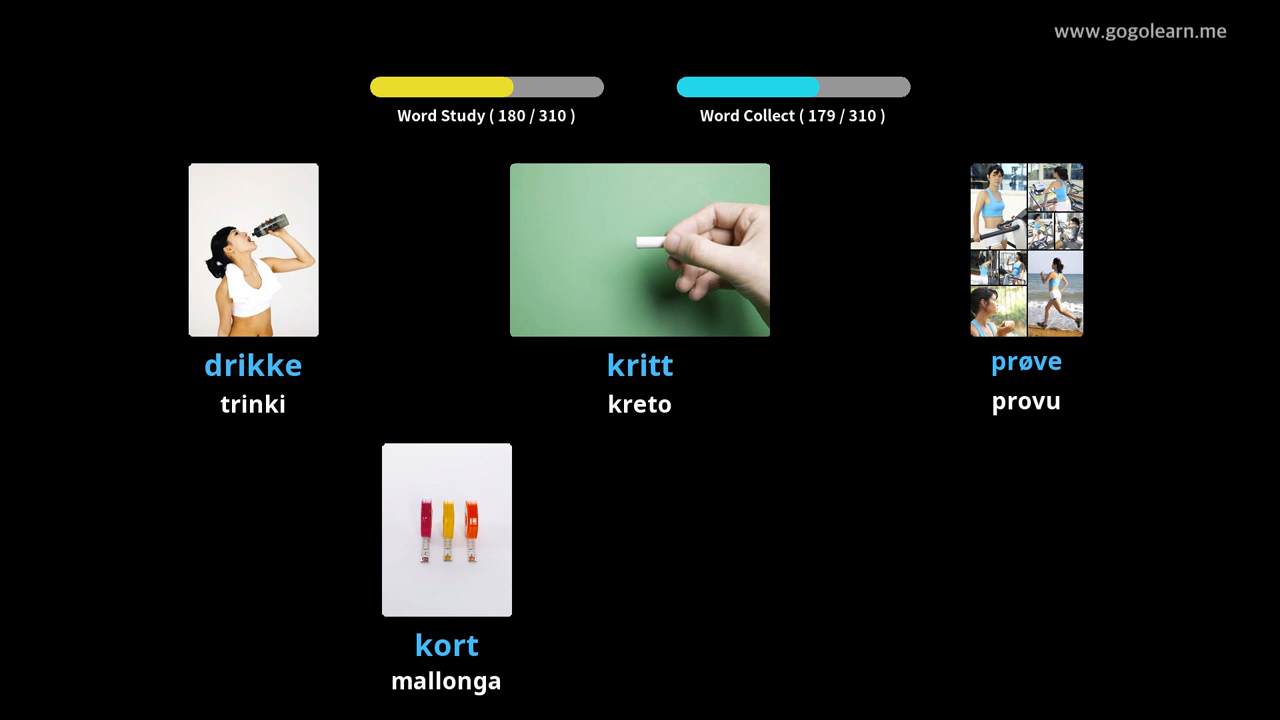 www.gogolearn.me
Word Study ( 180 / 310 )
Word Collect ( 179 / 310 )
drikke
trinki
kritt
kreto
prøve
provu
kort
mallonga